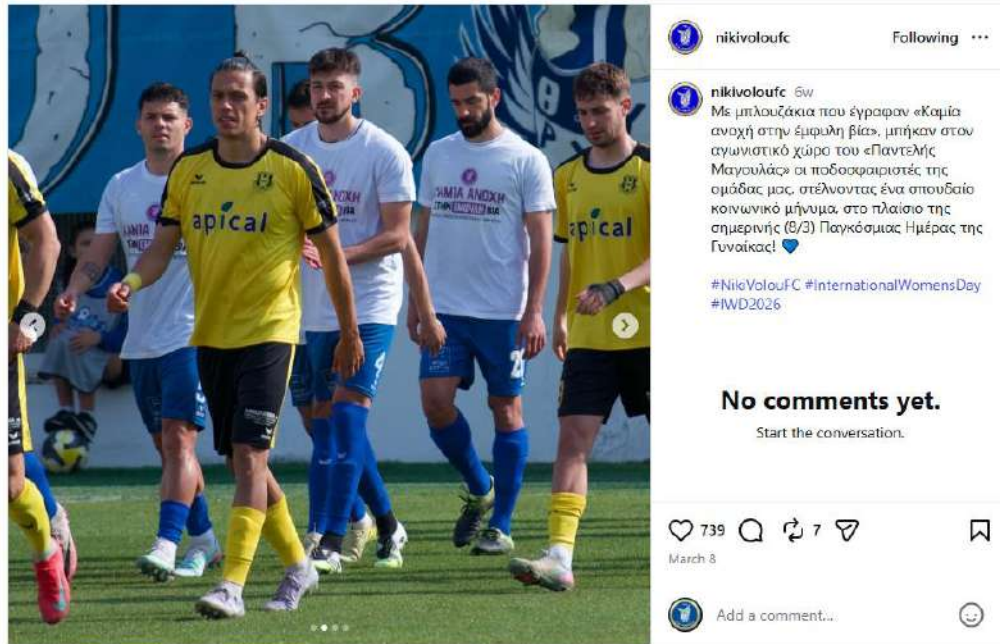 nikivoloufc
Following
nikivoloufc 6w
Με μπλουζάκια που έγραφαν «Καμία
ανοχή στην έμφυλη βία», μπήκαν στον
αγωνιστικό χώρο του «Παντελής
Μαγουλάς» οι ποδοσφαιριστές της
ομάδας μας, στέλνοντας ένα σπουδαίο
κοινωνικό μήνυμα, στο πλαίσιο της
σημερινής (8/3) Παγκόσμιας Ημέρας της
Γυναίκας! 💙
#NikiVolouFC #InternationalWomensDay
#IWD2026
apical
ΑΝΟΧΗ
ΚΑΜΙΑ ΑΝΟΧΗ
ΣΤΗΝ ΕΜΦΥΛΗ ΒΙΑ
apical
No comments yet.
Start the conversation.
739
7
March 8
Add a comment...